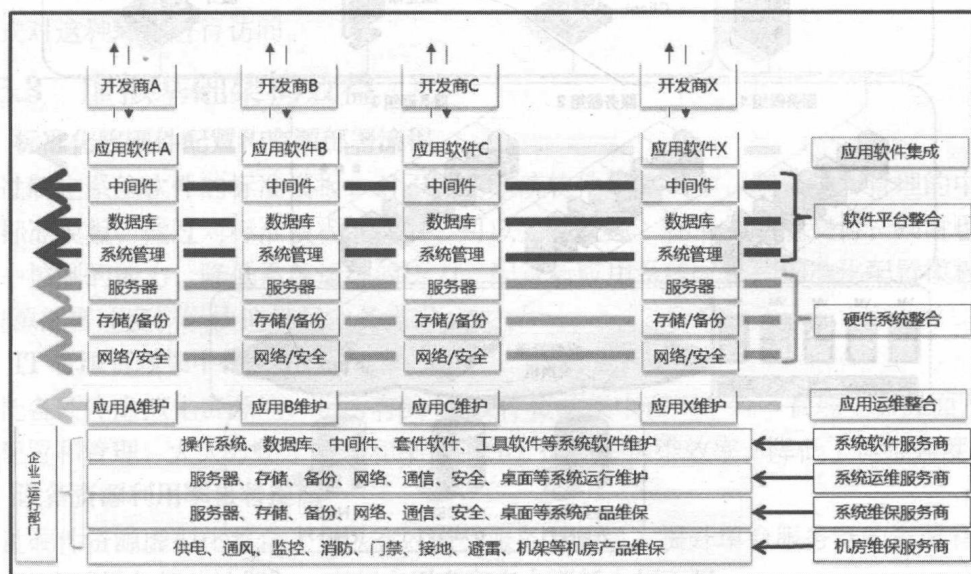 开发商A 开发商B 开发商C 开发商X
应用软件A 应用软件B 应用软件C 应用软件X 应用软件集成
中间件 中间件 中间件 中间件
数据库 数据库 数据库 数据库 软件平台整合
系统管理 系统管理 系统管理 系统管理
服务器 服务器 服务器 服务器
存储/备份 存储/备份 存储/备份 存储/备份 硬件系统整合
网络/安全 网络/安全 网络/安全 网络/安全
应用A维护 应用B维护 应用C维护 应用X维护 应用运维整合
企业IT运行部门
操作系统、数据库、中间件、套件软件、工具软件等系统软件维护 系统软件服务商
服务器、存储、备份、网络、通信、安全、桌面等系统运行维护 系统运维服务商
服务器、存储、备份、网络、通信、安全、桌面等系统产品维保 系统维保服务商
供电、通风、监控、消防、门禁、接地、避雷、机架等机房产品维保 机房维保服务商